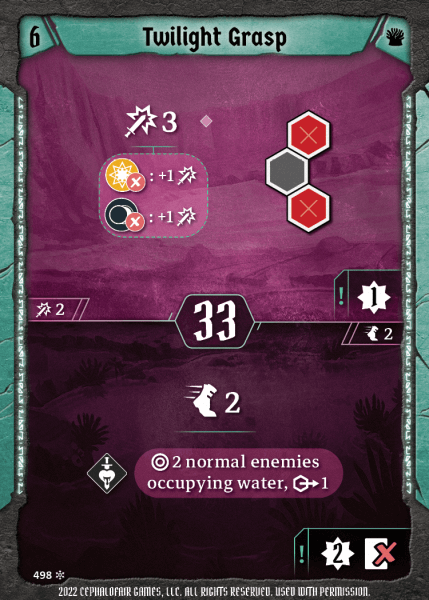 6
Twilight Grasp
3
: +1
: +1
! 1
2
33
2
2
2 normal enemies
occupying water, 1
! 2
498
2022 CEPHALOFAIR GAMES, LLC. ALL RIGHTS RESERVED. USED WITH PERMISSION.